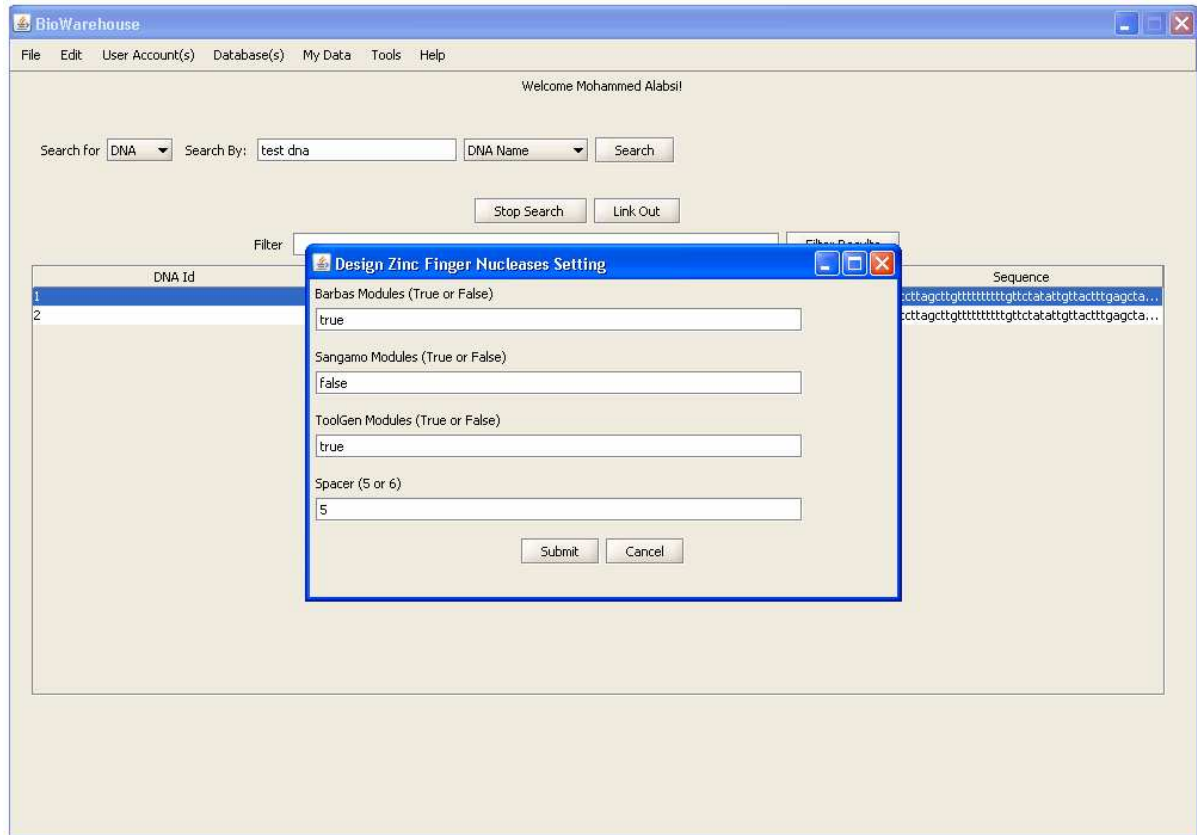 BioWarehouse
File Edit User Account(s) Database(s) My Data Tools Help
Welcome Mohammed Alabsi!
Search for DNA Search By: test dna DNA Name Search
Stop Search Link Out
Filter Filter Results
DNA Id Sequence
1
2
Design Zinc Finger Nucleases Setting
Barbas Modules (True or False)
true
Sangamo Modules (True or False)
false
ToolGen Modules (True or False)
true
Spacer (5 or 6)
5
Submit Cancel